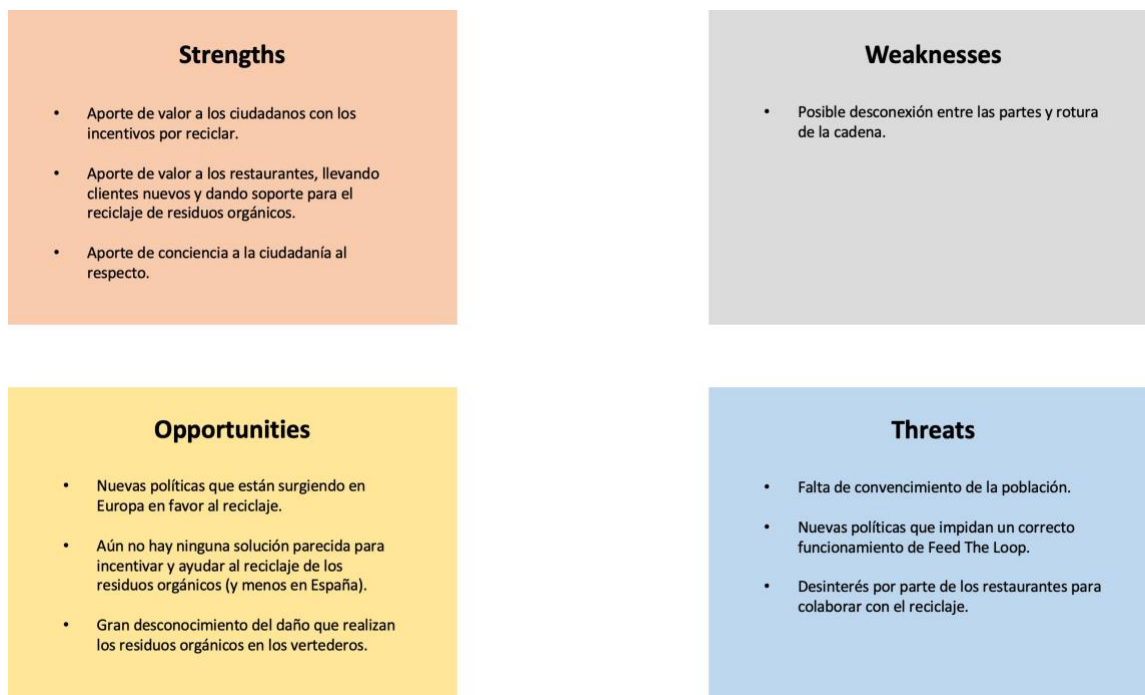 Strengths
• Aporte de valor a los ciudadanos con los
incentivos por reciclar.
• Aporte de valor a los restaurantes, llevando
clientes nuevos y dando soporte para el
reciclaje de residuos orgánicos.
• Aporte de conciencia a la ciudadanía al
respecto.
Weaknesses
• Posible desconexión entre las partes y rotura
de la cadena.
Opportunities
• Nuevas políticas que están surgiendo en
Europa en favor al reciclaje.
• Aún no hay ninguna solución parecida para
incentivar y ayudar al reciclaje de los
residuos orgánicos (y menos en España).
• Gran desconocimiento del daño que realizan
los residuos orgánicos en los vertederos.
Threats
• Falta de convencimiento de la población.
• Nuevas políticas que impidan un correcto
funcionamiento de Feed The Loop.
• Desinterés por parte de los restaurantes para
colaborar con el reciclaje.